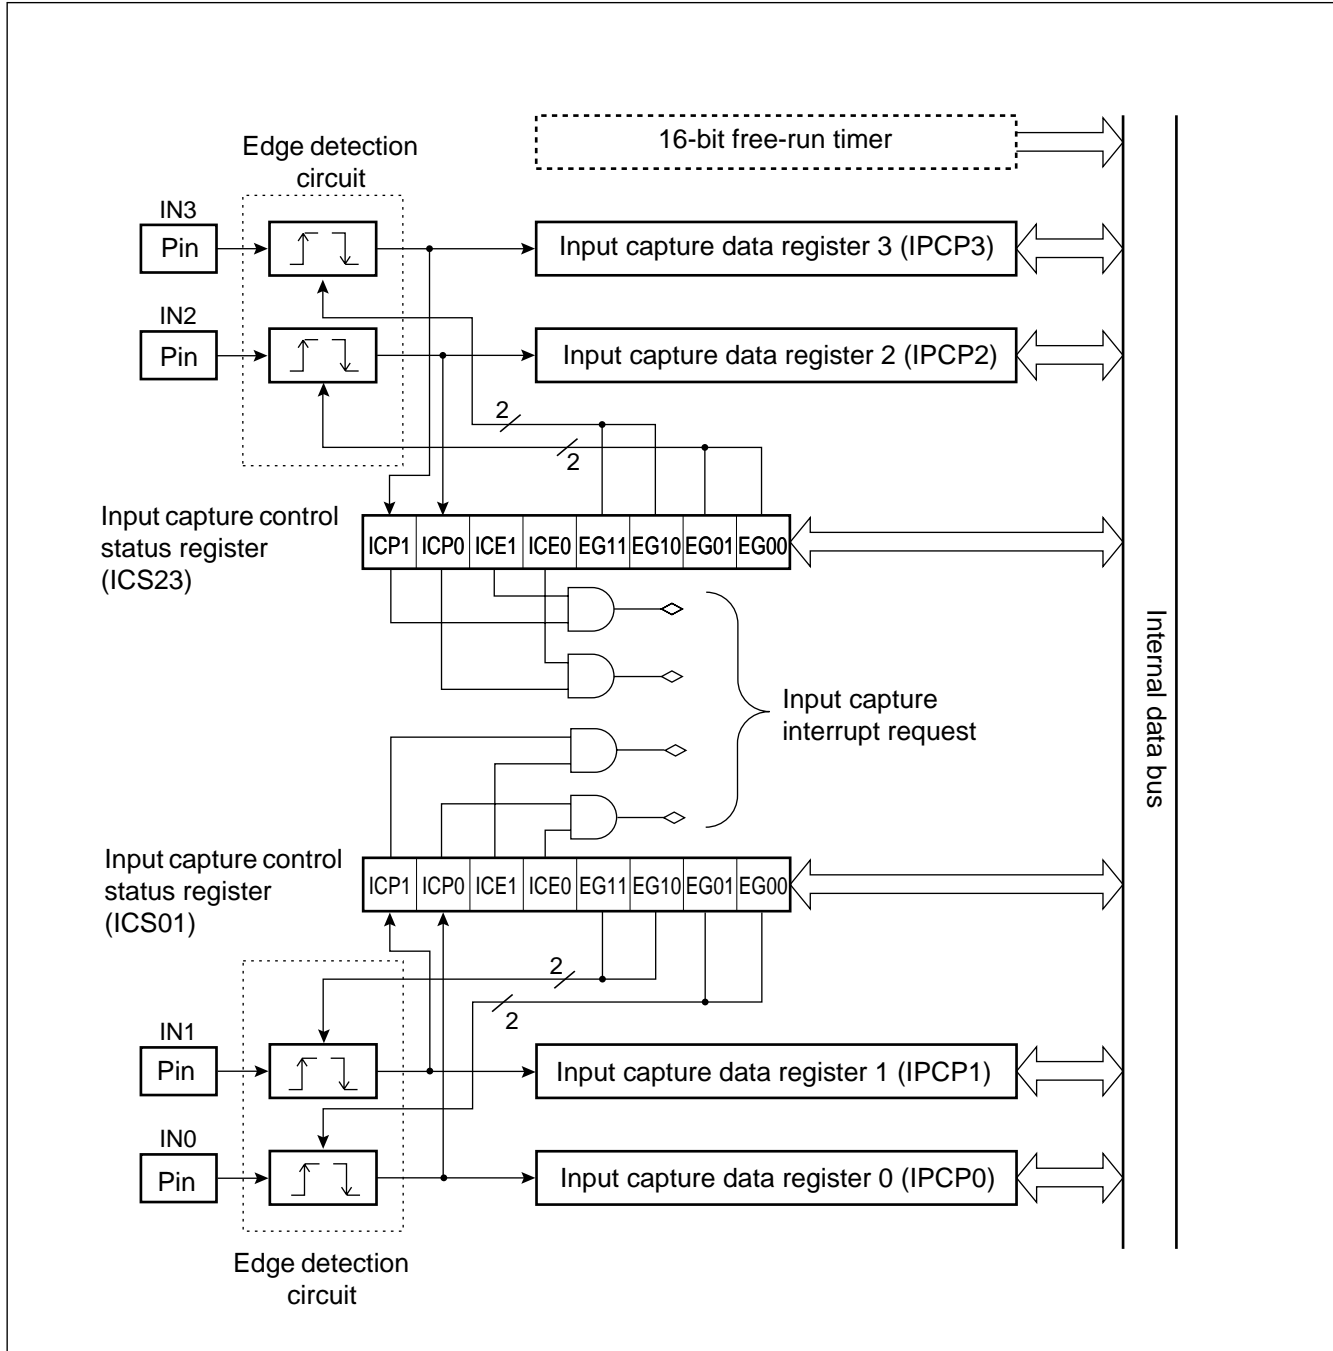 16-bit free-run timer
Edge detection
circuit
IN3
Pin
Input capture data register 3 (IPCP3)
IN2
Pin
Input capture data register 2 (IPCP2)
2
2
Input capture control
status register
(ICS23)
ICP1 ICP0 ICE1 ICE0 EG11 EG10 EG01 EG00
Input capture
interrupt request
Internal data bus
Input capture control
status register
(ICS01)
ICP1 ICP0 ICE1 ICE0 EG11 EG10 EG01 EG00
2
2
IN1
Pin
Input capture data register 1 (IPCP1)
IN0
Pin
Input capture data register 0 (IPCP0)
Edge detection
circuit